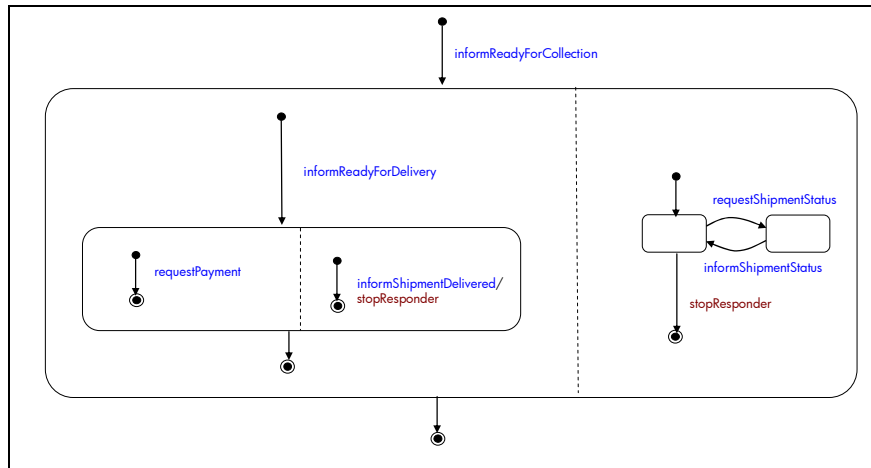 informReadyForCollection
informReadyForDelivery
requestShipmentStatus
requestPayment
informShipmentDelivered/
stopResponder
informShipmentStatus
stopResponder